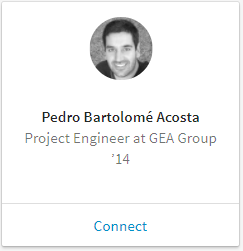 Pedro Bartolomé Acosta
Project Engineer at GEA Group
’14
Connect